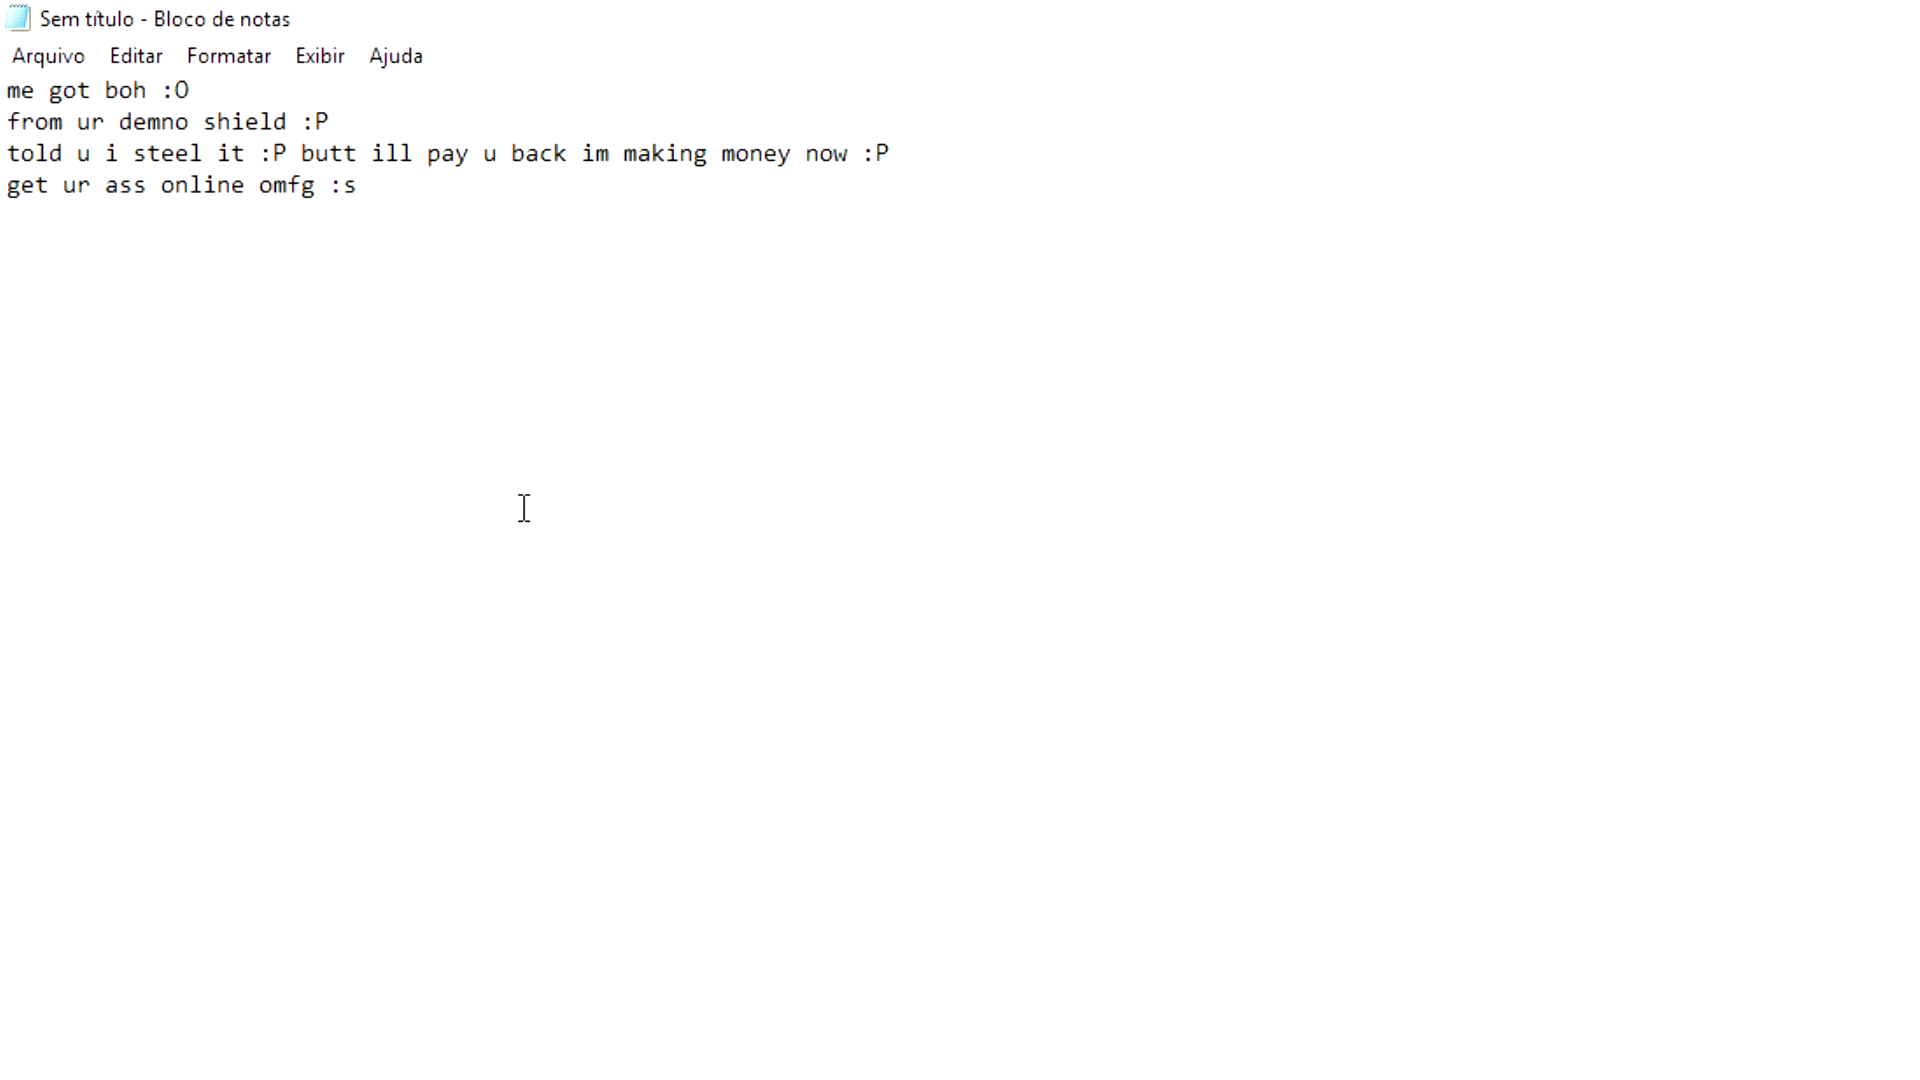 Sem título - Bloco de notas
Arquivo Editar Formatar Exibir Ajuda
me got boh :O
from ur demno shield :P
told u i steel it :P butt ill pay u back im making money now :P
get ur ass online omfg :s